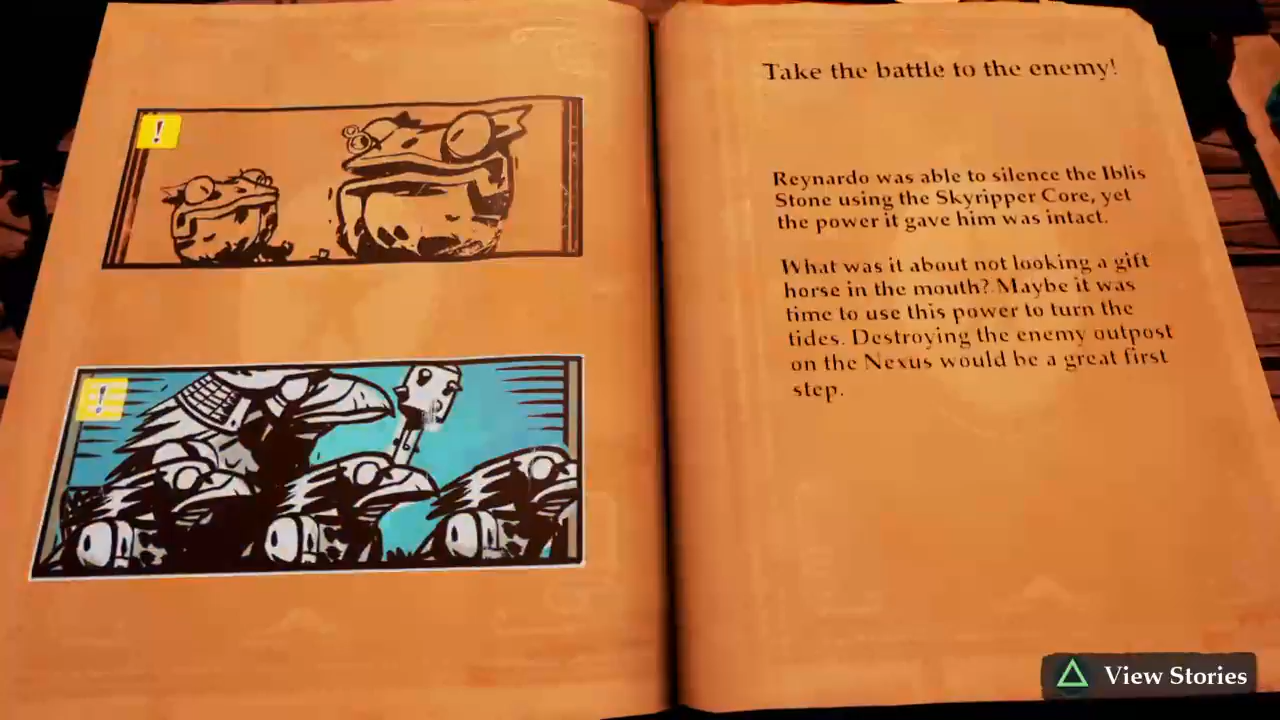 !
!
Take the battle to the enemy!
Reynardo was able to silence the Iblis
Stone using the Skyripper Core, yet
the power it gave him was intact.
What was it about not looking a gift
horse in the mouth? Maybe it was
time to use this power to turn the
tides. Destroying the enemy outpost
on the Nexus would be a great first
step.
View Stories